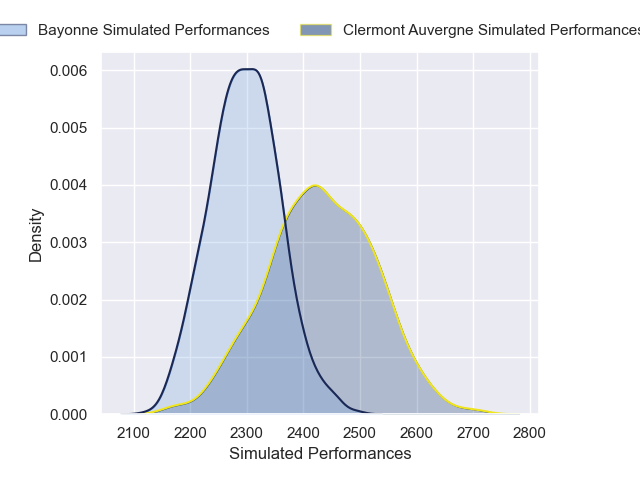 Bayonne Simulated Performances
Clermont Auvergne Simulated Performances
0.006
0.005
0.004
0.003
0.002
0.001
0.000
Density
2100 2200 2300 2400 2500 2600 2700 2800
Simulated Performances